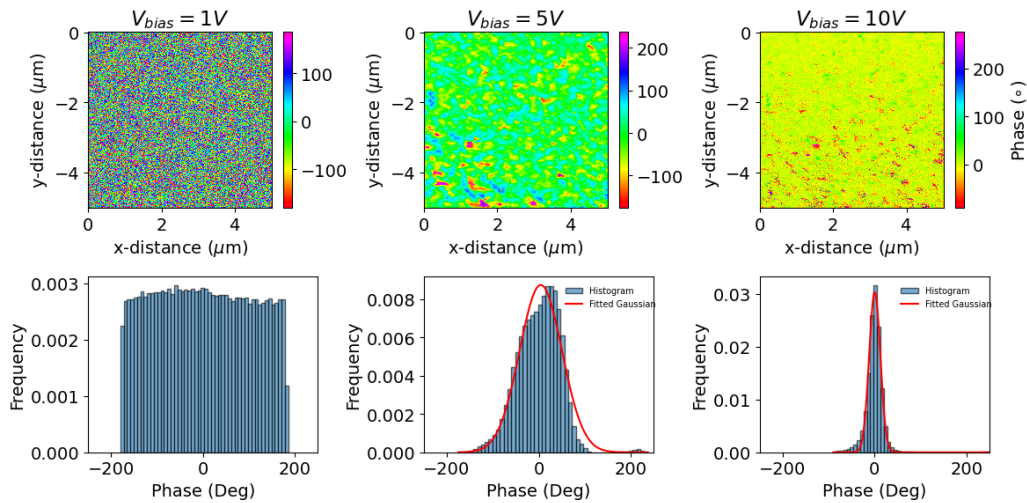 V_bias = 1V
V_bias = 5V
V_bias = 10V
0
−2
−4
y-distance (μm)
0 2 4
x-distance (μm)
100
0
−100
0
−2
−4
y-distance (μm)
0 2 4
x-distance (μm)
200
100
0
−100
0
−2
−4
y-distance (μm)
0 2 4
x-distance (μm)
200
100
0
Phase (∘)
0.003
0.002
0.001
0.000
Frequency
−200 0 200
Phase (Deg)
0.008
0.006
0.004
0.002
0.000
Frequency
Histogram
Fitted Gaussian
−200 0 200
Phase (Deg)
0.03
0.02
0.01
0.00
Frequency
Histogram
Fitted Gaussian
−200 0 200
Phase (Deg)